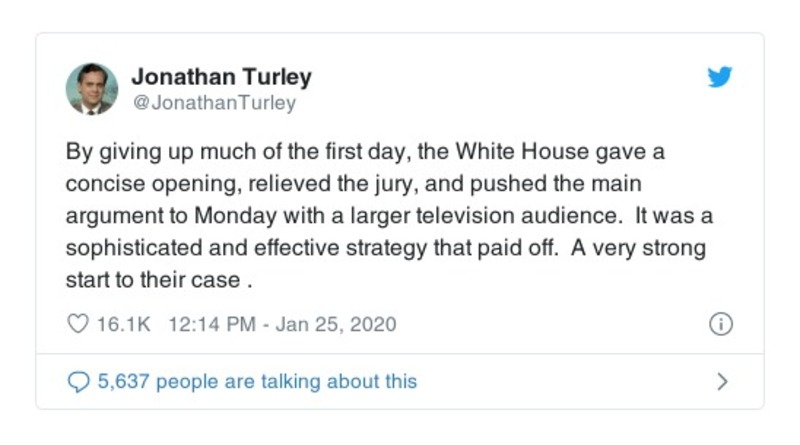 Jonathan Turley
@JonathanTurley
By giving up much of the first day, the White House gave a
concise opening, relieved the jury, and pushed the main
argument to Monday with a larger television audience.  It was a
sophisticated and effective strategy that paid off.  A very strong
start to their case .
16.1K   12:14 PM - Jan 25, 2020
5,637 people are talking about this